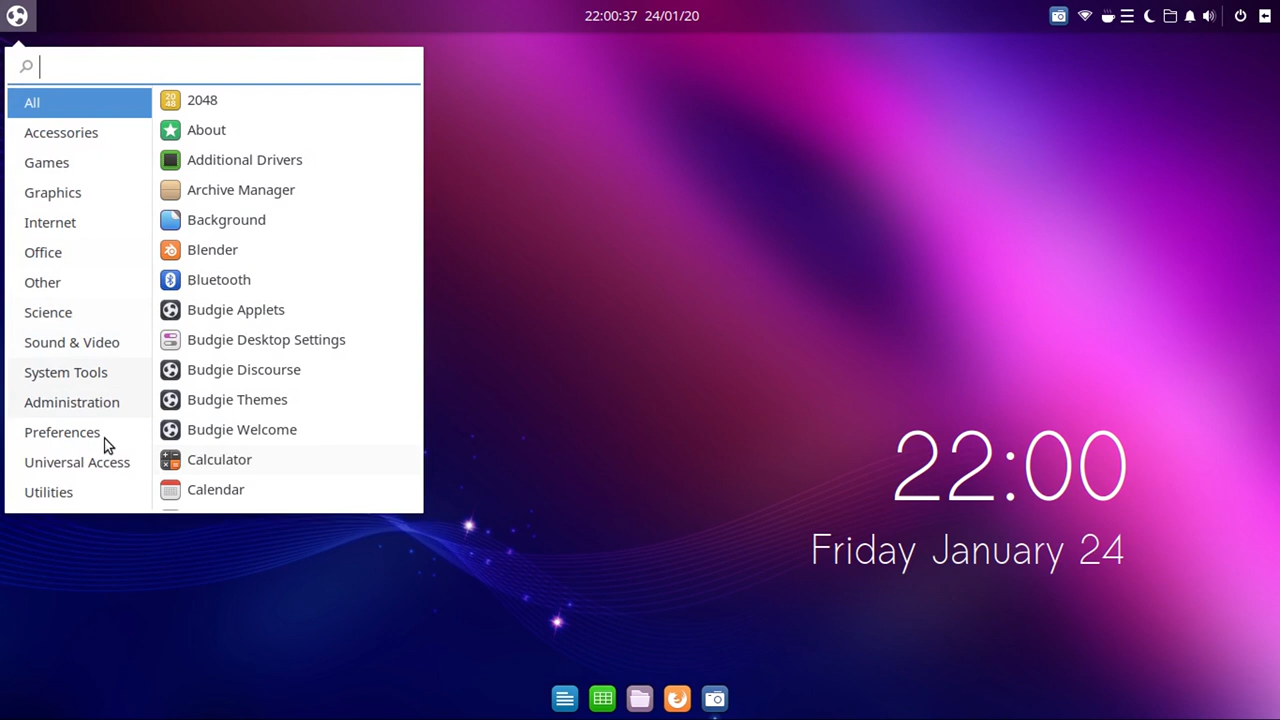 22:00:37 24/01/20
All
Accessories
Games
Graphics
Internet
Office
Other
Science
Sound & Video
System Tools
Administration
Preferences
Universal Access
Utilities
2048
About
Additional Drivers
Archive Manager
Background
Blender
Bluetooth
Budgie Applets
Budgie Desktop Settings
Budgie Discourse
Budgie Themes
Budgie Welcome
Calculator
Calendar
22:00
Friday January 24